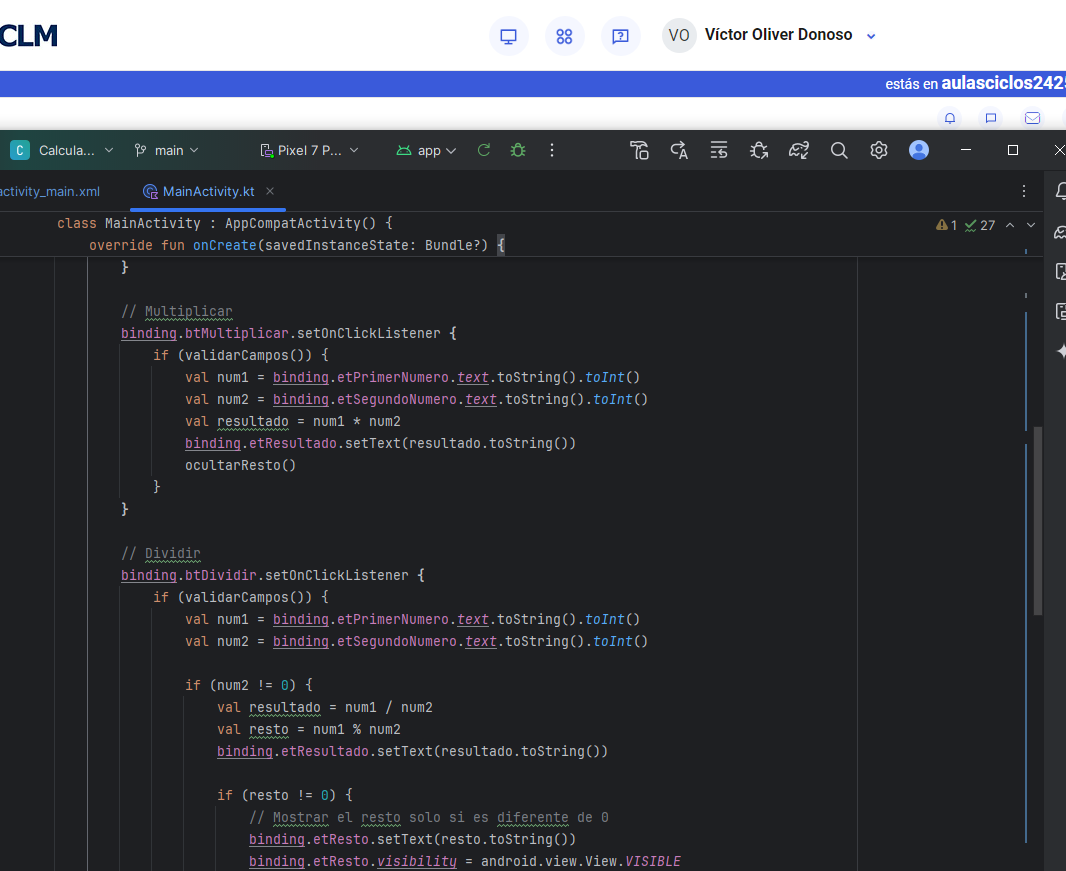 CLM
VO Víctor Oliver Donoso
estás en aulasciclos242
C Calcula... main Pixel 7 P... app
activity_main.xml MainActivity.kt
class MainActivity : AppCompatActivity() {
1 27
override fun onCreate(savedInstanceState: Bundle?) {
}
// Multiplicar
binding.btMultiplicar.setOnClickListener {
if (validarCampos()) {
val num1 = binding.etPrimerNumero.text.toString().toInt()
val num2 = binding.etSegundoNumero.text.toString().toInt()
val resultado = num1 * num2
binding.etResultado.setText(resultado.toString())
ocultarResto()
}
}
// Dividir
binding.btDividir.setOnClickListener {
if (validarCampos()) {
val num1 = binding.etPrimerNumero.text.toString().toInt()
val num2 = binding.etSegundoNumero.text.toString().toInt()
if (num2 != 0) {
val resultado = num1 / num2
val resto = num1 % num2
binding.etResultado.setText(resultado.toString())
if (resto != 0) {
// Mostrar el resto solo si es diferente de 0
binding.etResto.setText(resto.toString())
binding.etResto.visibility = android.view.View.VISIBLE